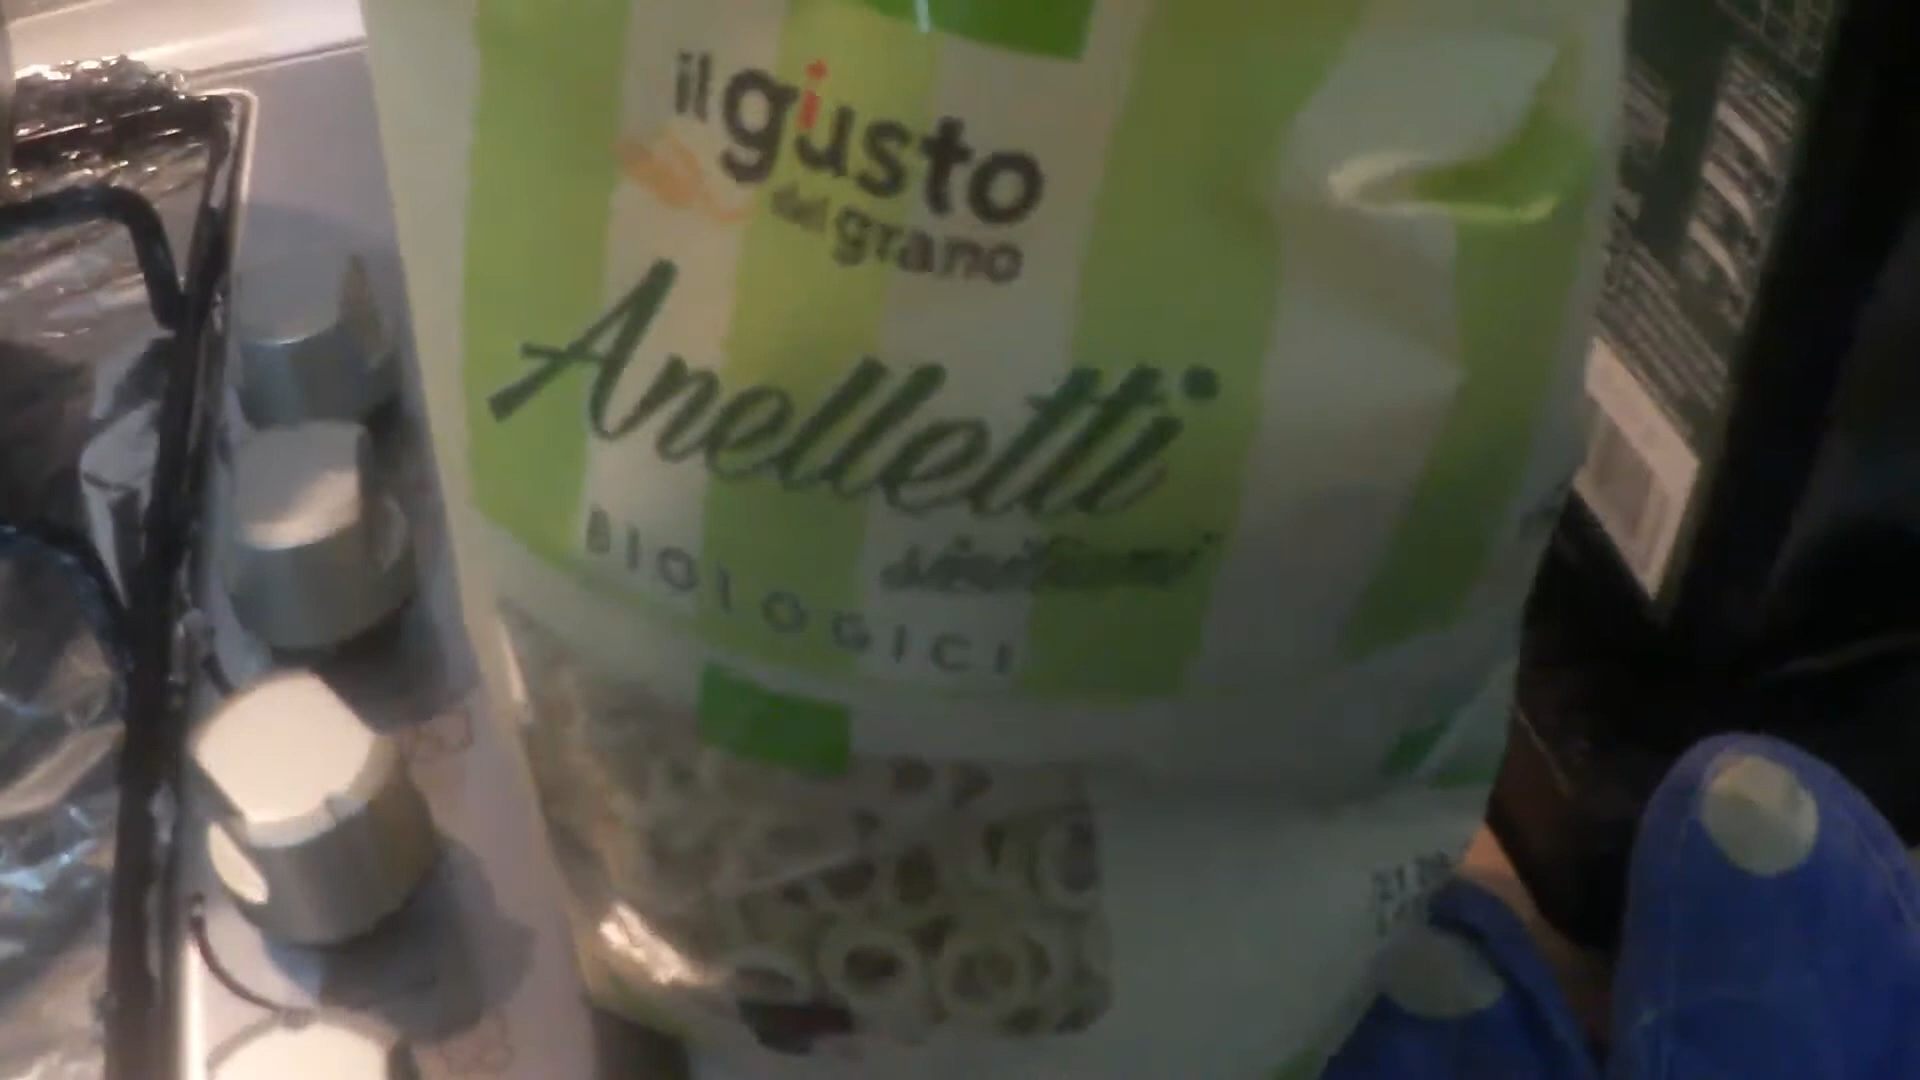 il gusto
del grano
Anelletti
siciliani
BIOLOGICI